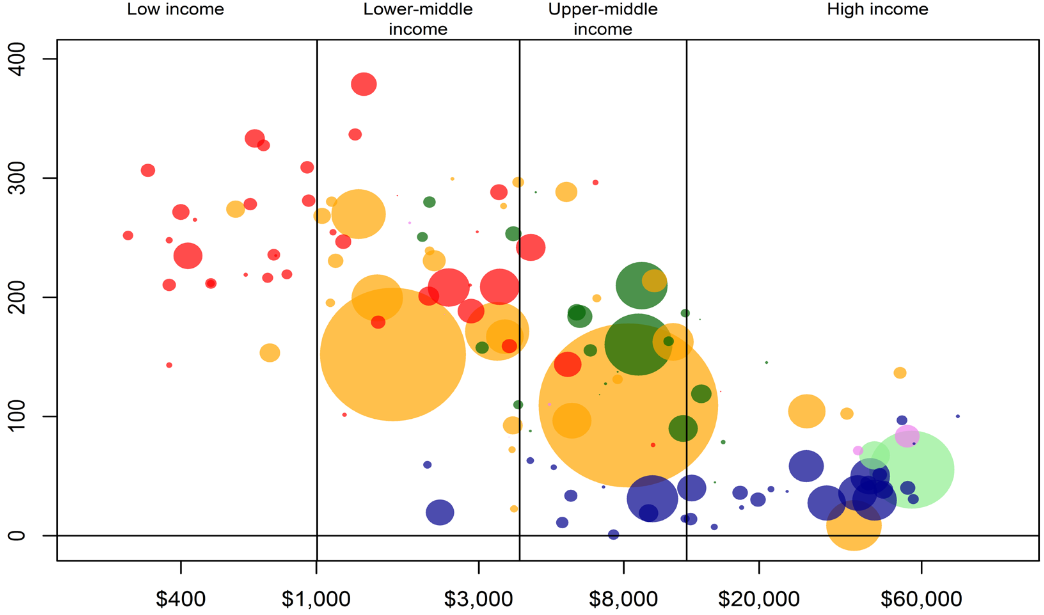 Low income
Lower-middle
income
Upper-middle
income
High income
400
300
200
100
0
$400
$1,000
$3,000
$8,000
$20,000
$60,000